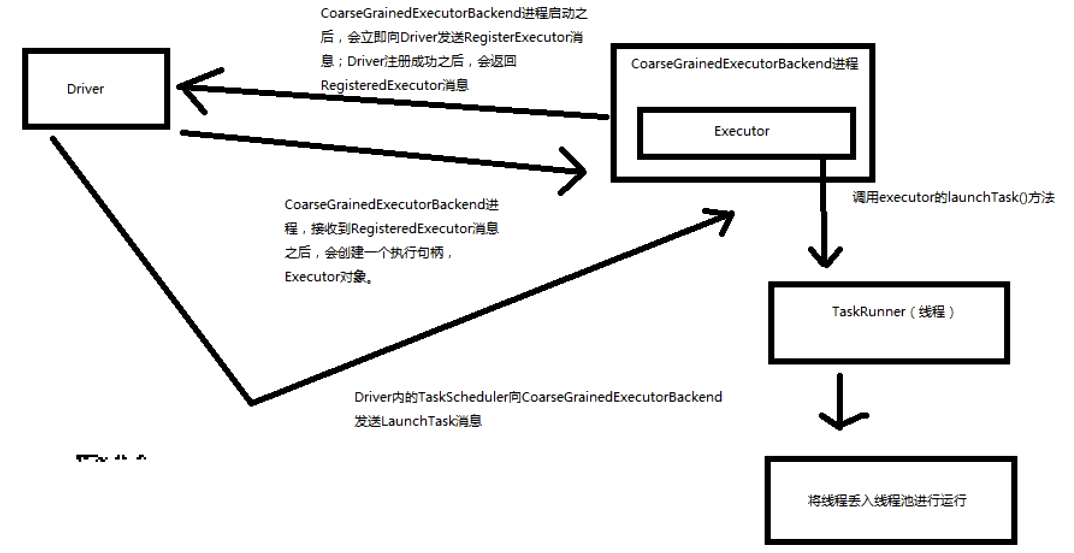 CoarseGrainedExecutorBackend进程启动之
后，会立即向Driver发送RegisterExecutor消
息；Driver注册成功之后，会返回
RegisteredExecutor消息
Driver
CoarseGrainedExecutorBackend进程
Executor
调用executor的launchTask()方法
CoarseGrainedExecutorBackend进
程，接收到RegisteredExecutor消息
之后，会创建一个执行句柄，
Executor对象。
TaskRunner（线程）
Driver内的TaskScheduler向CoarseGrainedExecutorBackend
发送LaunchTask消息
将线程丢入线程池进行运行